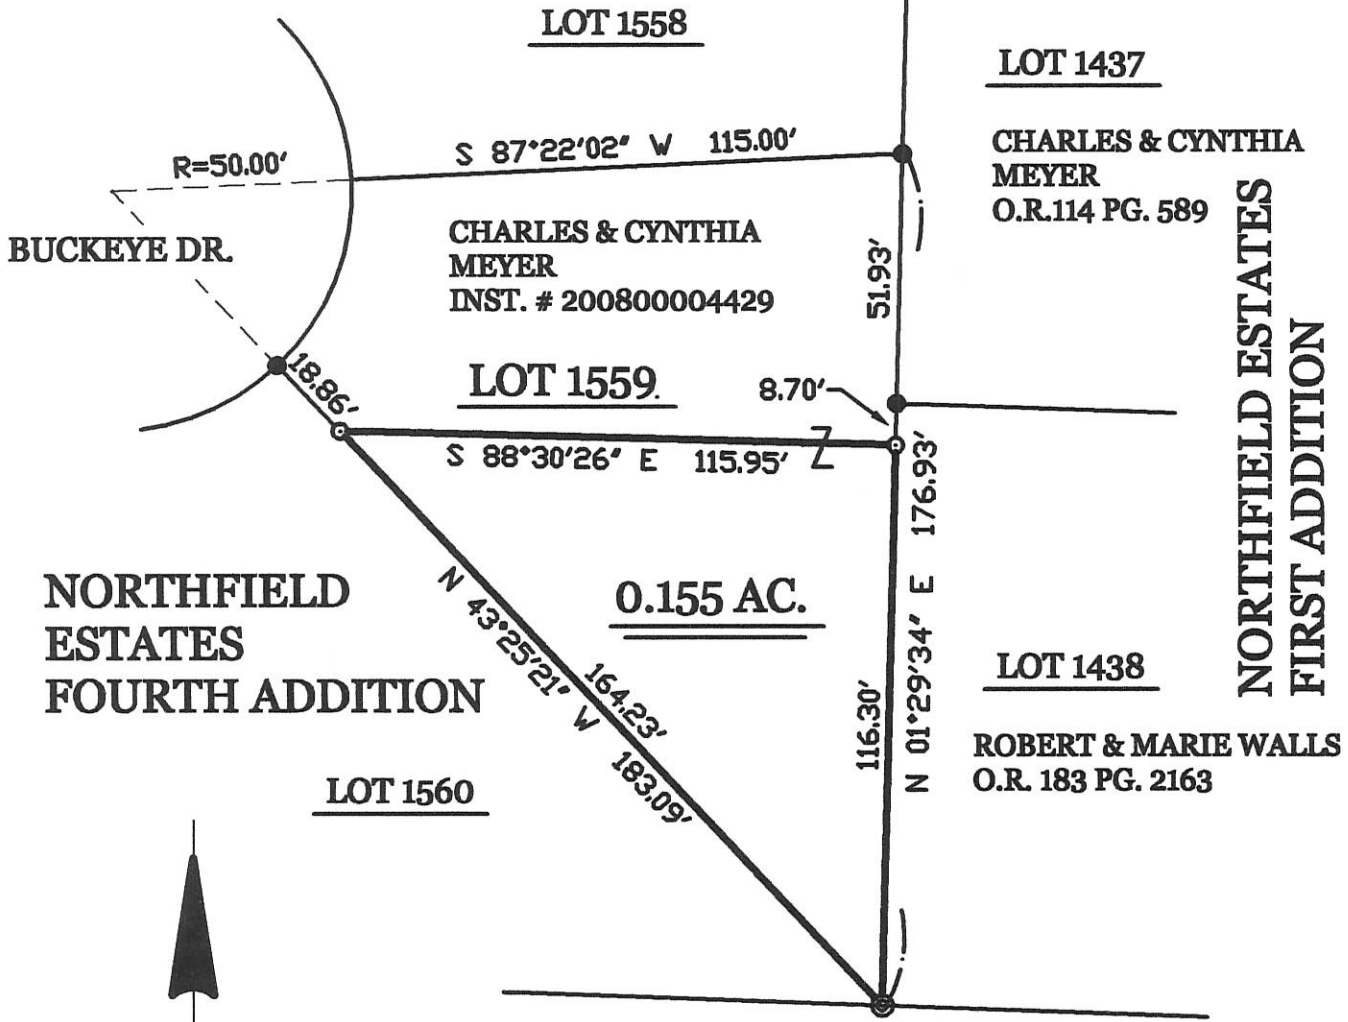 LOT 1558
LOT 1437
S 87°22'02" W 115.00'
R=50.00'
CHARLES & CYNTHIA
MEYER
O.R.114 PG. 589
BUCKEYE DR.
CHARLES & CYNTHIA
MEYER
INST. # 200800004429
51.93'
NORTHFIELD ESTATES
FIRST ADDITION
18.86'
LOT 1559.
8.70'
S 88°30'26" E 115.95'
176.93'
N 01°29'34" E
116.30'
NORTHFIELD
ESTATES
FOURTH ADDITION
N 43°25'21" W
164.23'
183.09'
0.155 AC.
LOT 1438
ROBERT & MARIE WALLS
O.R. 183 PG. 2163
LOT 1560